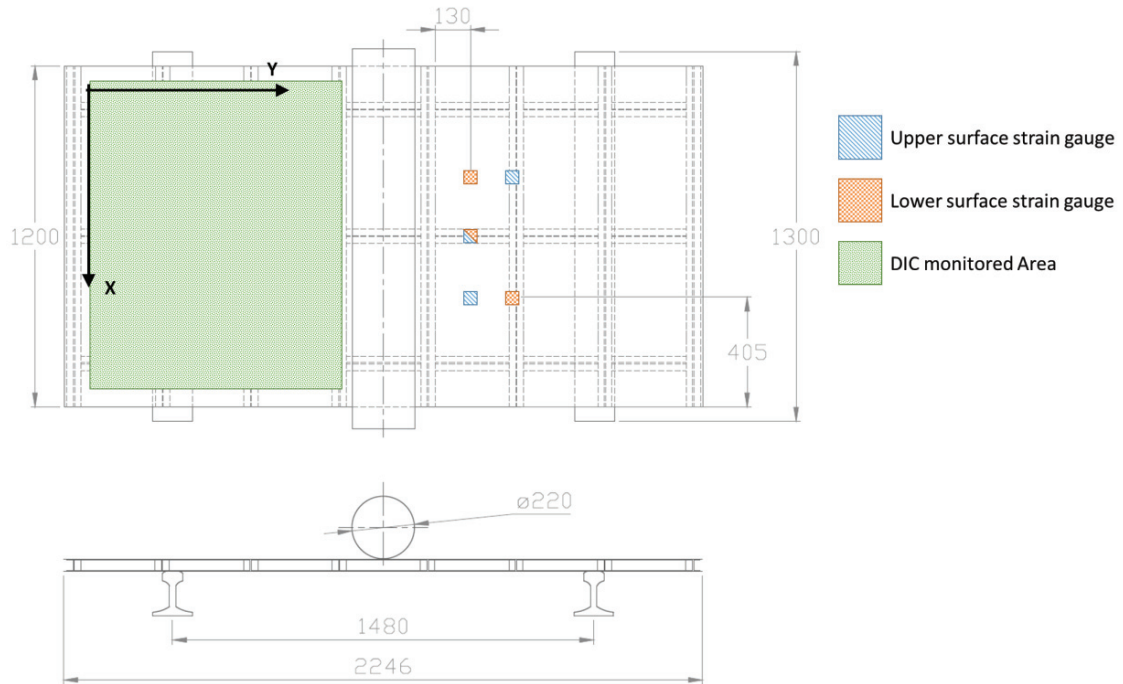 130
Y
X
1200
1300
405
Upper surface strain gauge
Lower surface strain gauge
DIC monitored Area
ø220
1480
2246